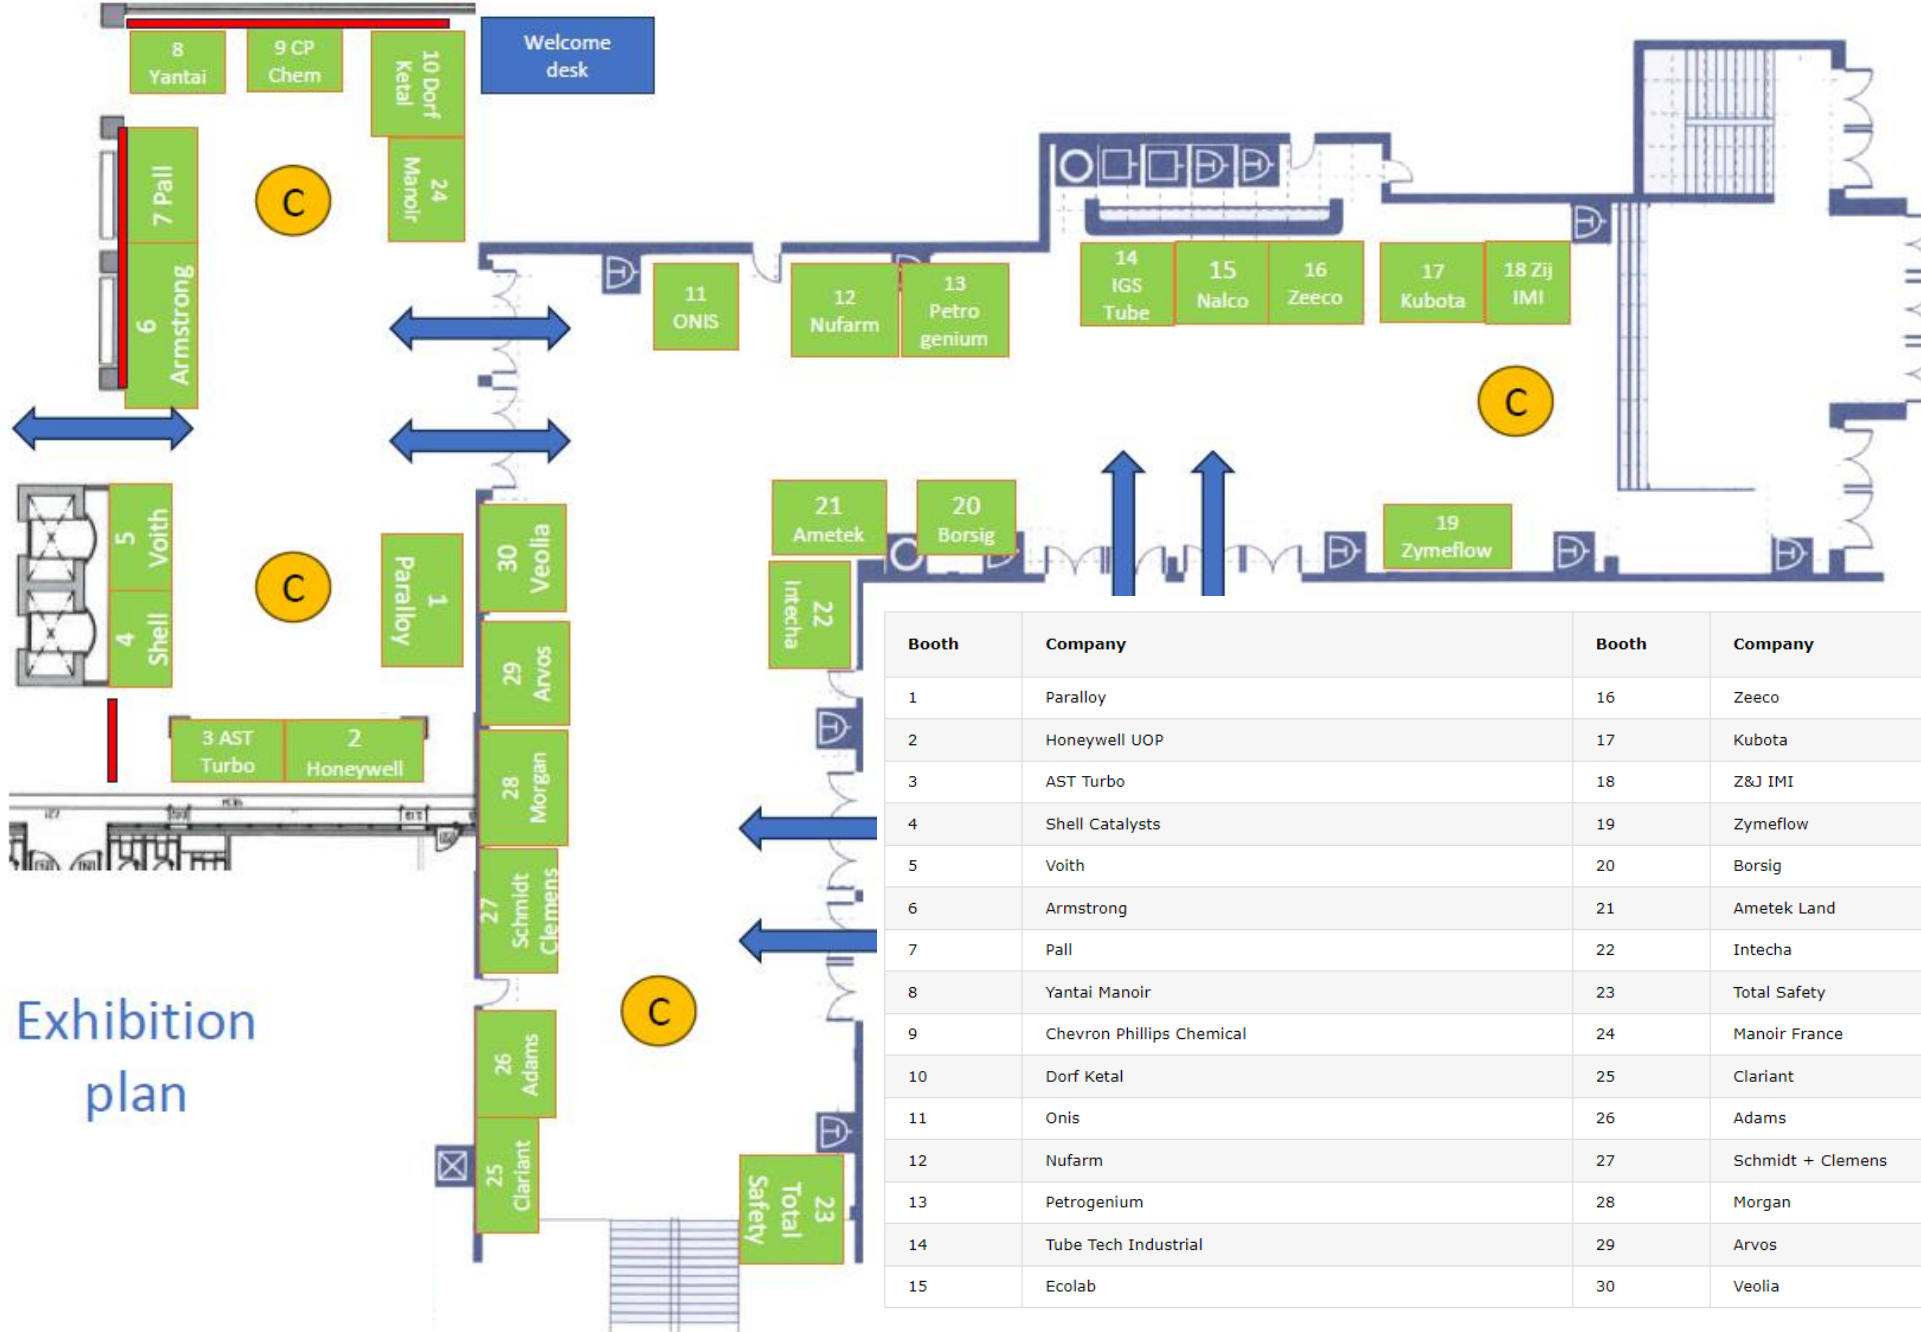 8
Yantai
9 CP
Chem
10 Dorf
Ketal
Welcome
desk
7 Pall
24
Manoir
6
Armstrong
C
11
ONIS
12
Nufarm
13
Petro
genium
14
IGS
Tube
15
Nalco
16
Zeeco
17
Kubota
18 Zij
IMI
C
5
Voith
4
Shell
C
1
Paralloy
30
Veolia
21
Ametek
20
Borsig
19
Zymeflow
22
Intecha
29
Arvos
3 AST
Turbo
2
Honeywell
28
Morgan
27
Schmidt
Clemens
C
26
Adams
25
Clariant
23
Total
Safety
Exhibition
plan
Booth Company Booth Company
1 Paralloy 16 Zeeco
2 Honeywell UOP 17 Kubota
3 AST Turbo 18 Z&J IMI
4 Shell Catalysts 19 Zymeflow
5 Voith 20 Borsig
6 Armstrong 21 Ametek Land
7 Pall 22 Intecha
8 Yantai Manoir 23 Total Safety
9 Chevron Phillips Chemical 24 Manoir France
10 Dorf Ketal 25 Clariant
11 Onis 26 Adams
12 Nufarm 27 Schmidt + Clemens
13 Petrogenium 28 Morgan
14 Tube Tech Industrial 29 Arvos
15 Ecolab 30 Veolia